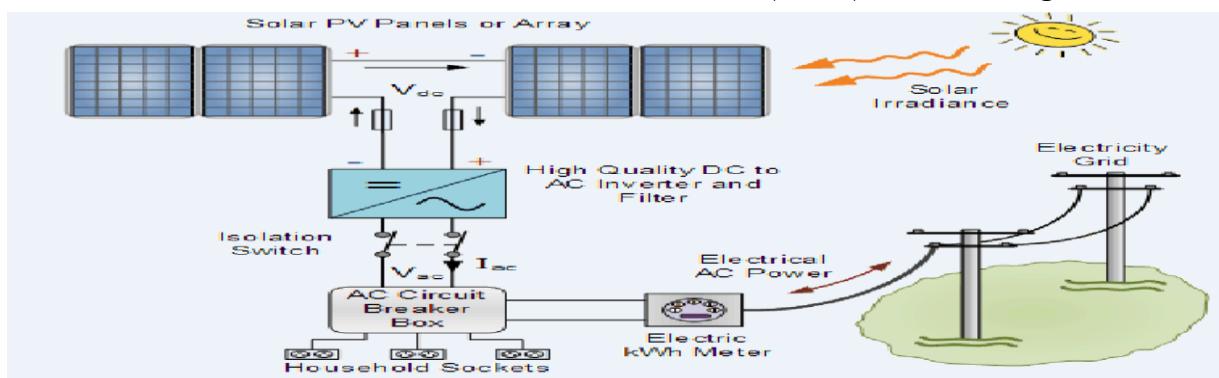 Solar PV Panels or Array
+
-
Solar
Irradiance
Vdc
-
+
High Quality DC to
AC Inverter and
Filter
Electricity
Grid
Isolation
Switch
Vac
Iac
Electrical
AC Power
AC Circuit
Breaker
Box
Electric
kWh Meter
Household Sockets